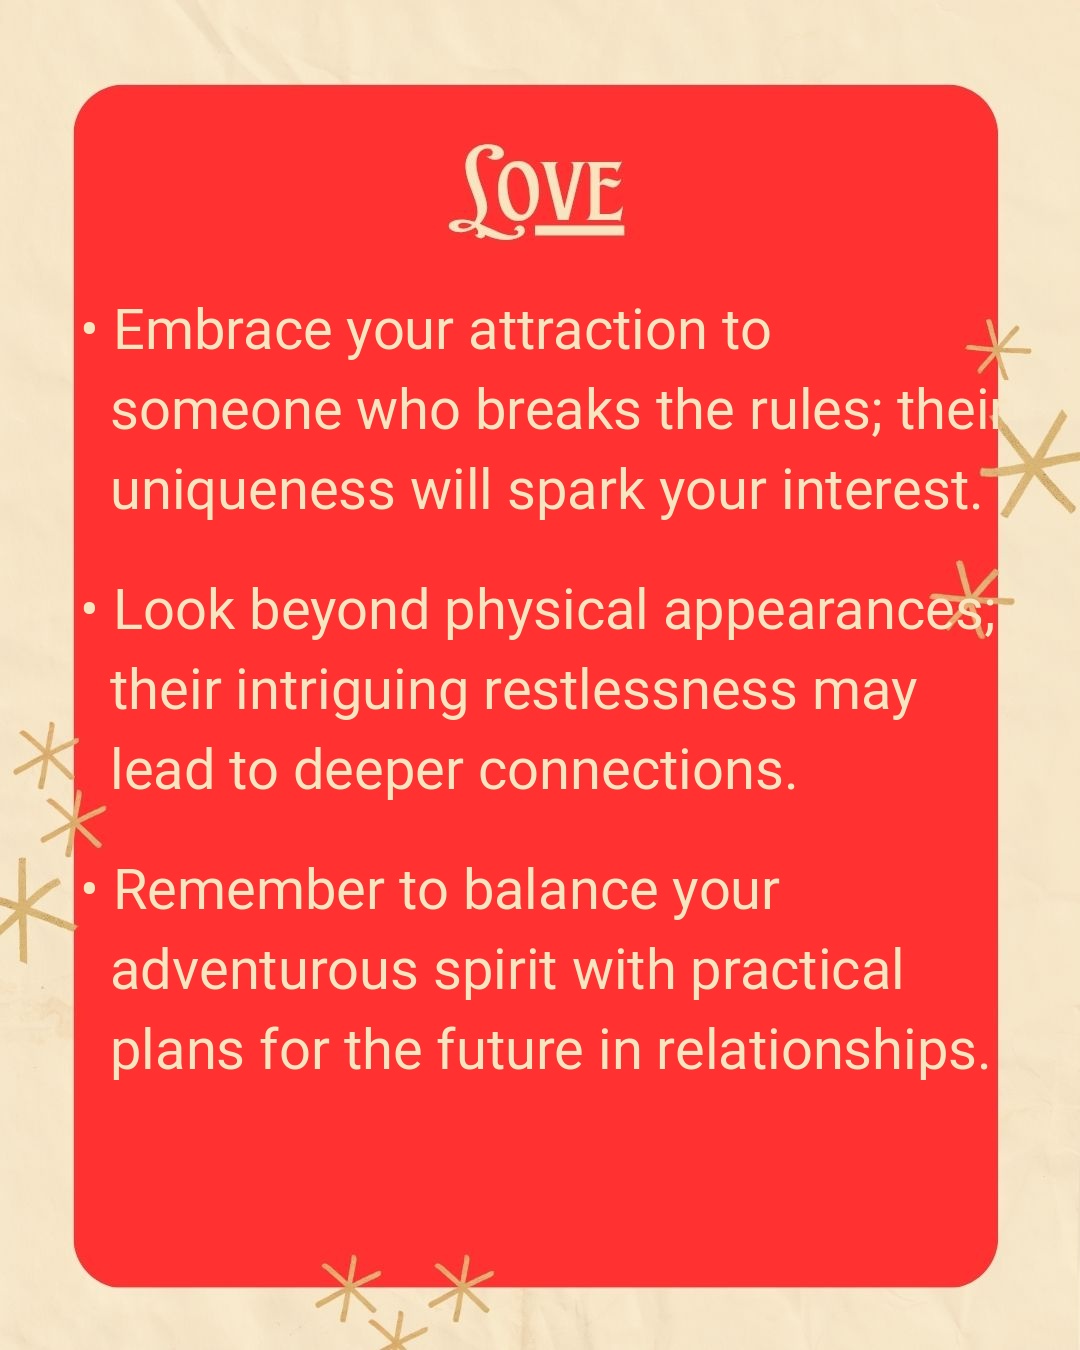 Love
• Embrace your attraction to
someone who breaks the rules; their
uniqueness will spark your interest.
• Look beyond physical appearances;
their intriguing restlessness may
lead to deeper connections.
• Remember to balance your
adventurous spirit with practical
plans for the future in relationships.